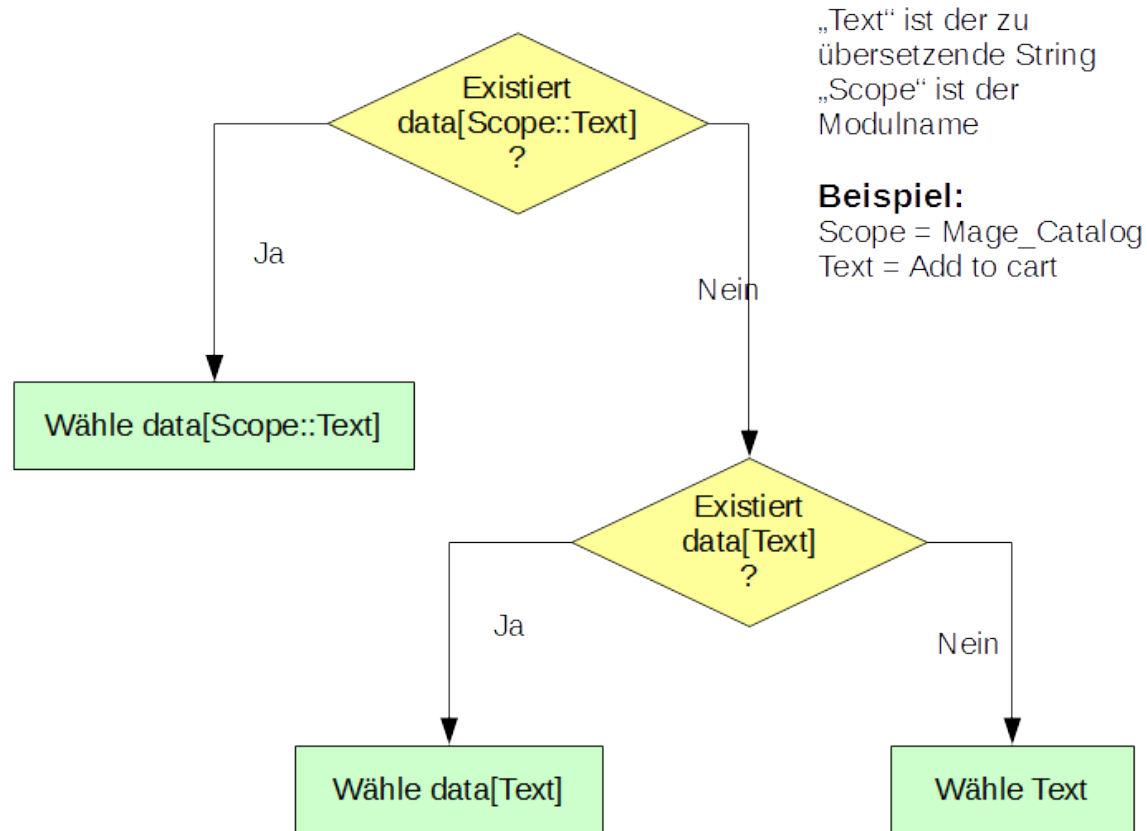 „Text“ ist der zu
übersetzende String
„Scope“ ist der
Modulname
Beispiel:
Scope = Mage_Catalog
Text = Add to cart
Existiert
data[Scope::Text]
?
Ja
Nein
Wähle data[Scope::Text]
Existiert
data[Text]
?
Ja
Nein
Wähle data[Text]
Wähle Text